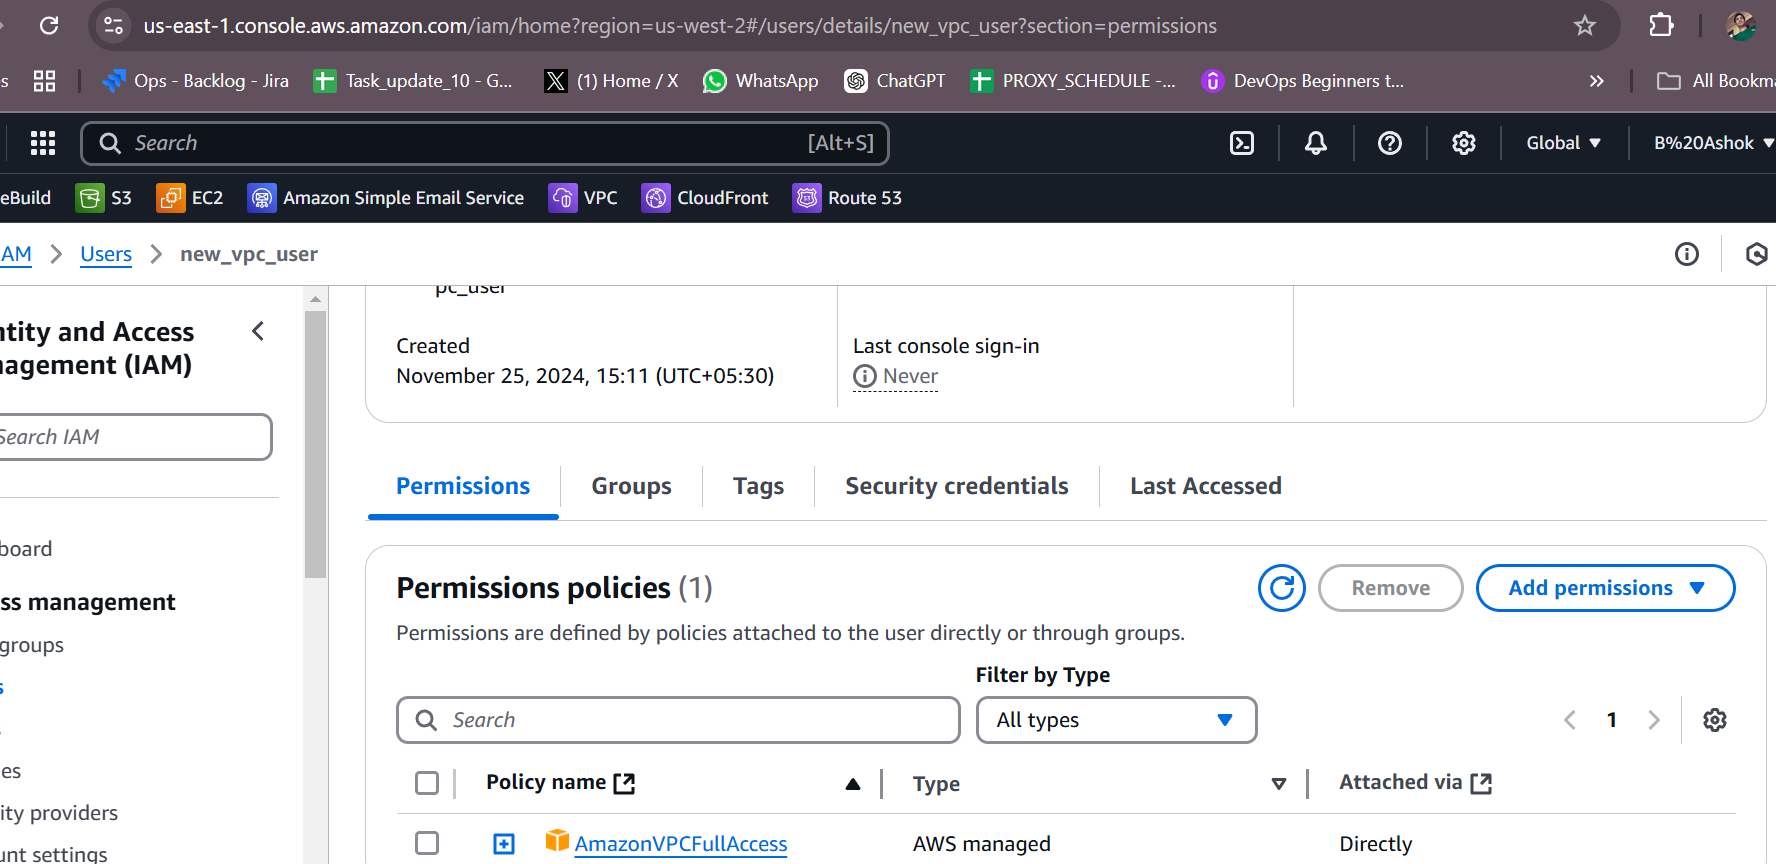 us-east-1.console.aws.amazon.com/iam/home?region=us-west-2#/users/details/new_vpc_user?section=permissions
s Ops - Backlog - Jira Task_update_10 - G... (1) Home / X WhatsApp ChatGPT PROXY_SCHEDULE -... DevOps Beginners t... » All Bookma
Search [Alt+S] Global B%20Ashok
eBuild S3 EC2 Amazon Simple Email Service VPC CloudFront Route 53
AM > Users > new_vpc_user
pc_user
ntity and Access
nagement (IAM)
Search IAM
board
ss management
groups
s
es
ity providers
unt settings
Created
November 25, 2024, 15:11 (UTC+05:30)
Last console sign-in
Never
Permissions Groups Tags Security credentials Last Accessed
Permissions policies (1)
Remove Add permissions
Permissions are defined by policies attached to the user directly or through groups.
Filter by Type
Search All types 1
Policy name Type Attached via
AmazonVPCFullAccess AWS managed Directly